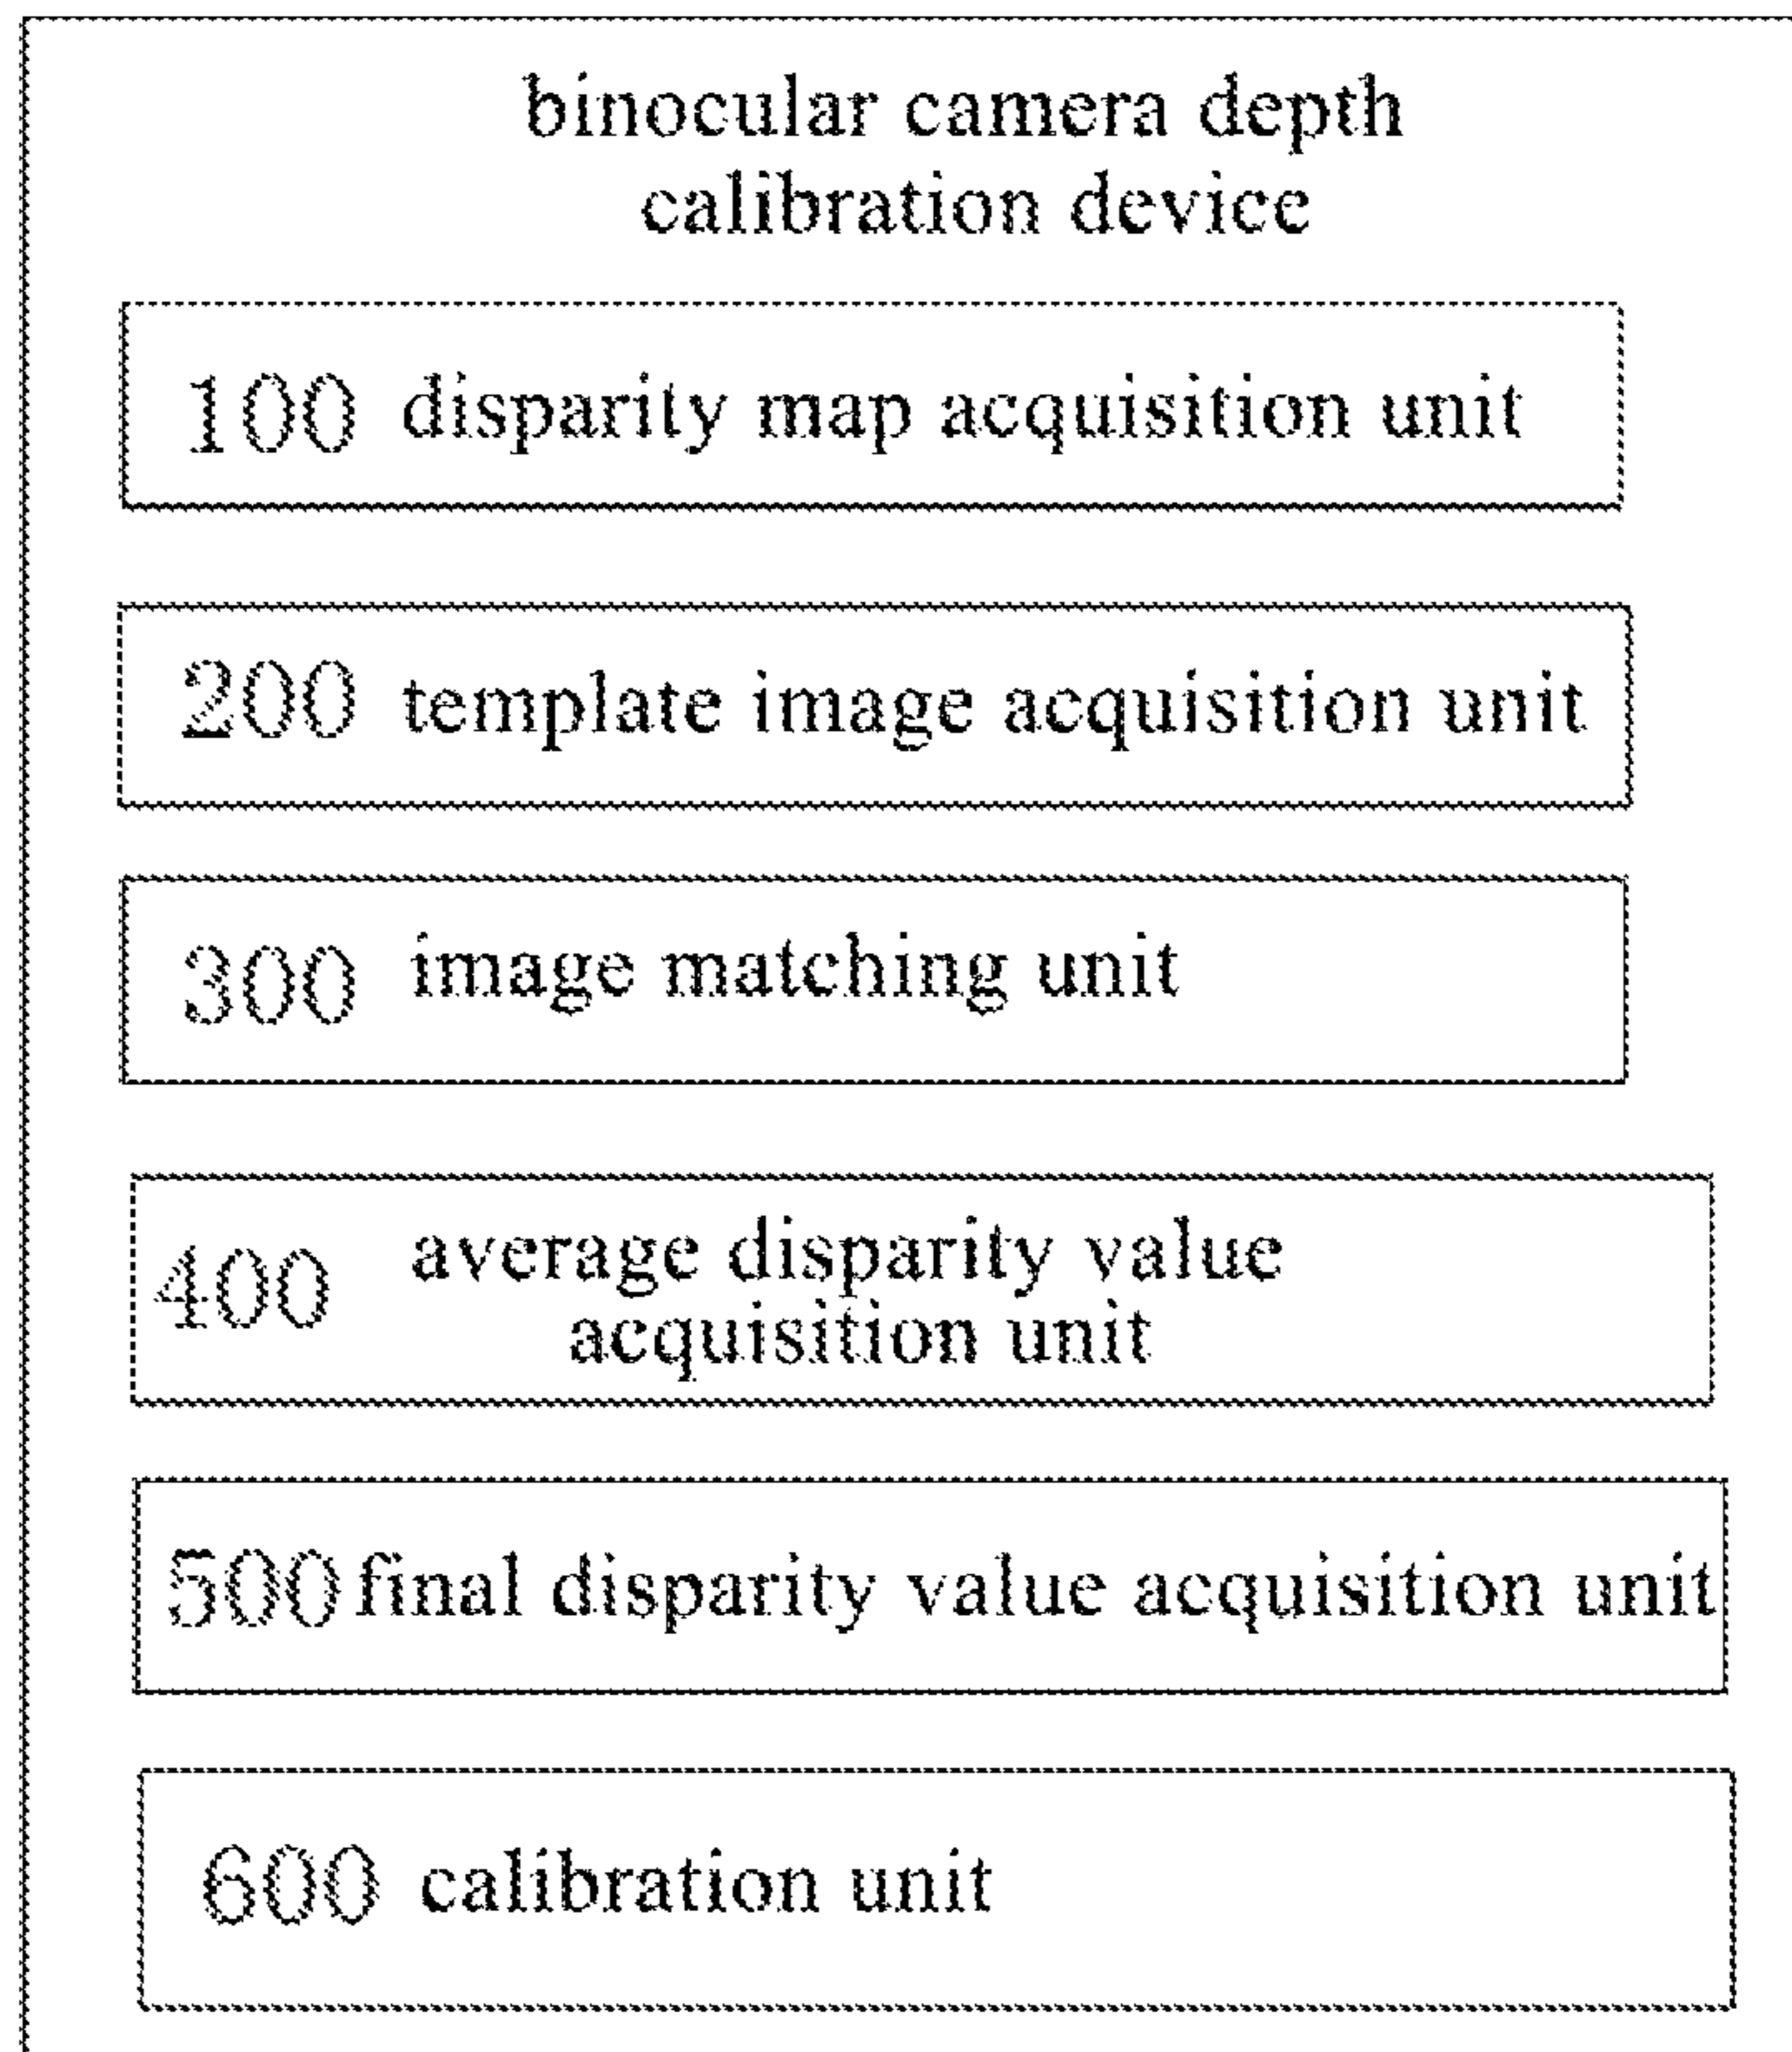 binocular camera depth
calibration device
100 disparity map acquisition unit
200 template image acquisition unit
300 image matching unit
400 average disparity value
acquisition unit
500 final disparity value acquisition unit
600 calibration unit